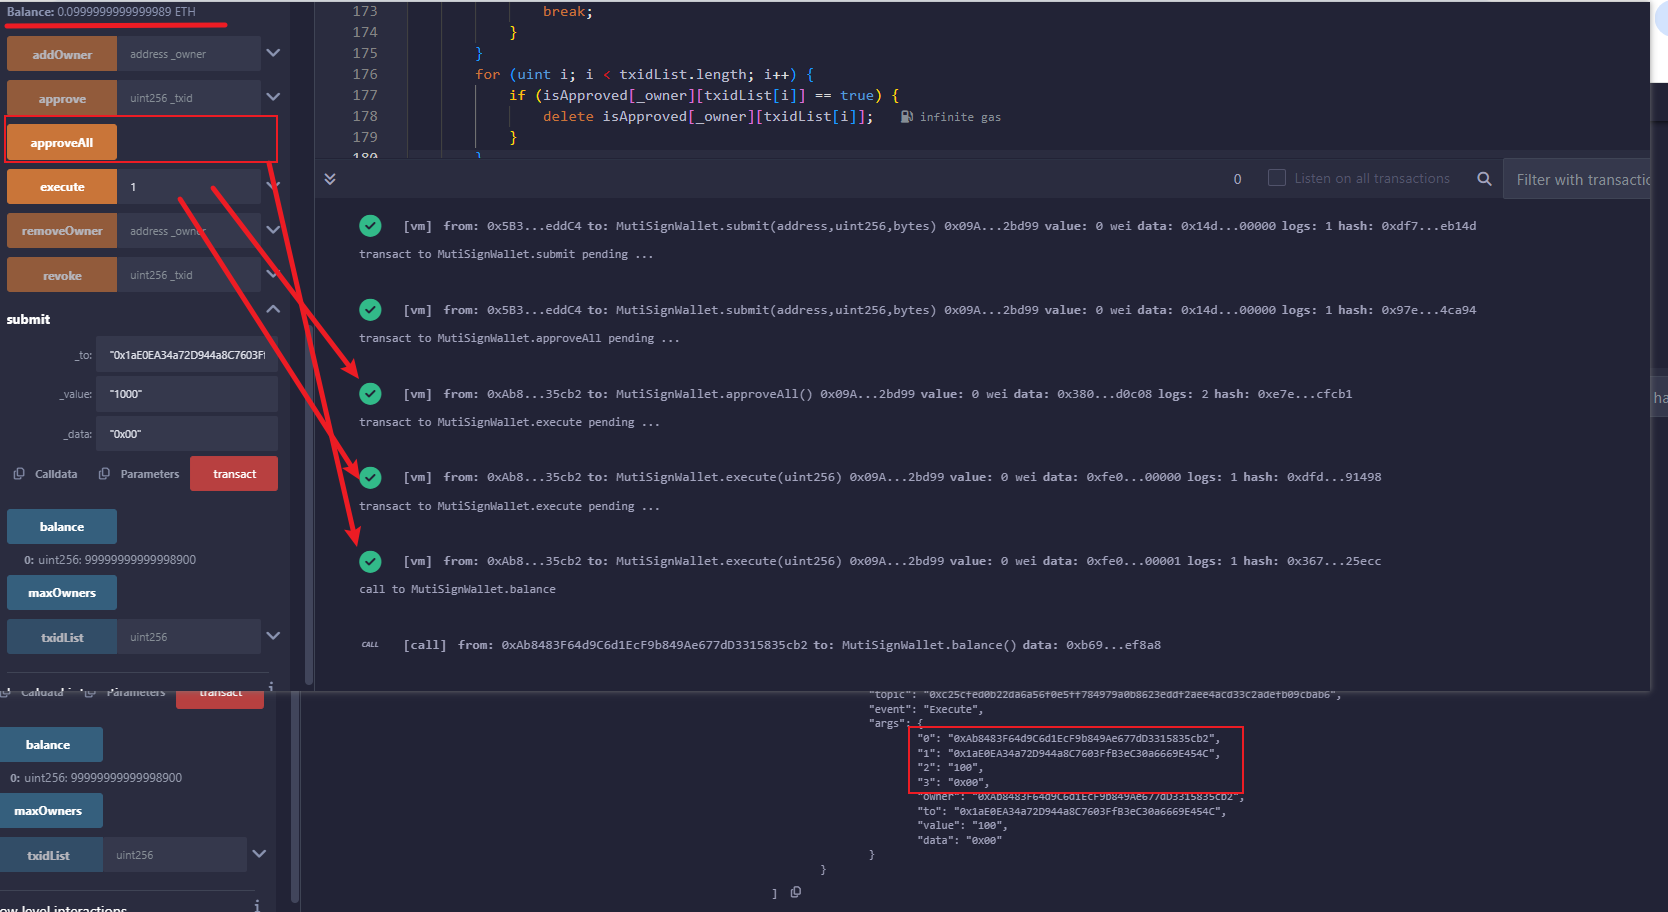 Balance: 0.0999999999999989 ETH
addOwner address _owner
approve uint256 _txid
approveAll
execute 1
removeOwner address _owner
revoke uint256 _txid
submit
_to: "0x1aE0EA34a72D944a8C7603Ff
_value: "1000"
_data: "0x00"
Calldata Parameters transact
balance
0: uint256: 99999999999998900
maxOwners
txidList uint256
173 break;
174 }
175 }
176 for (uint i; i < txidList.length; i++) {
177 if (isApproved[_owner][txidList[i]] == true) {
178 delete isApproved[_owner][txidList[i]]; infinite gas
179 }
180 }
0 Listen on all transactions Filter with transactio
[vm] from: 0x5B3...eddC4 to: MutiSignWallet.submit(address,uint256,bytes) 0x09A...2bd99 value: 0 wei data: 0x14d...00000 logs: 1 hash: 0xdf7...eb14d
transact to MutiSignWallet.submit pending ...
[vm] from: 0x5B3...eddC4 to: MutiSignWallet.submit(address,uint256,bytes) 0x09A...2bd99 value: 0 wei data: 0x14d...00000 logs: 1 hash: 0x97e...4ca94
transact to MutiSignWallet.approveAll pending ...
[vm] from: 0xAb8...35cb2 to: MutiSignWallet.approveAll() 0x09A...2bd99 value: 0 wei data: 0x380...d0c08 logs: 2 hash: 0xe7e...cfcb1
transact to MutiSignWallet.execute pending ...
[vm] from: 0xAb8...35cb2 to: MutiSignWallet.execute(uint256) 0x09A...2bd99 value: 0 wei data: 0xfe0...00000 logs: 1 hash: 0xdfd...91498
transact to MutiSignWallet.execute pending ...
[vm] from: 0xAb8...35cb2 to: MutiSignWallet.execute(uint256) 0x09A...2bd99 value: 0 wei data: 0xfe0...00001 logs: 1 hash: 0x367...25ecc
call to MutiSignWallet.balance
CALL [call] from: 0xAb8483F64d9C6d1EcF9b849Ae677dD3315835cb2 to: MutiSignWallet.balance() data: 0xb69...ef8a8
ha
Calldata Parameters transact
balance
0: uint256: 99999999999998900
maxOwners
txidList uint256
ow level interactions
"topic": "0xc25cfed0b22da6a56f0e5ff784979a0b8623eddf2aee4acd33c2adefb09cbab6",
"event": "Execute",
"args": {
"0": "0xAb8483F64d9C6d1EcF9b849Ae677dD3315835cb2",
"1": "0x1aE0EA34a72D944a8C7603FfB3eC30a6669E454C",
"2": "100",
"3": "0x00",
"owner": "0xAb8483F64d9C6d1EcF9b849Ae677dD3315835cb2",
"to": "0x1aE0EA34a72D944a8C7603FfB3eC30a6669E454C",
"value": "100",
"data": "0x00"
}
}
]